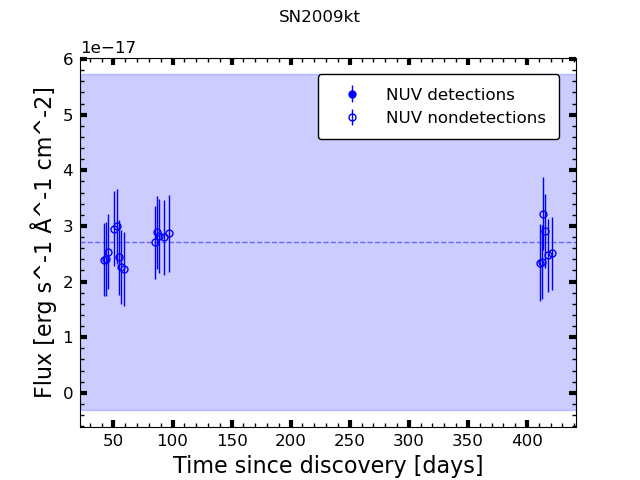 SN2009kt
1e−17
6
5
4
3
2
1
0
Flux [erg s^-1 Å^-1 cm^-2]
NUV detections
NUV nondetections
50 100 150 200 250 300 350 400
Time since discovery [days]